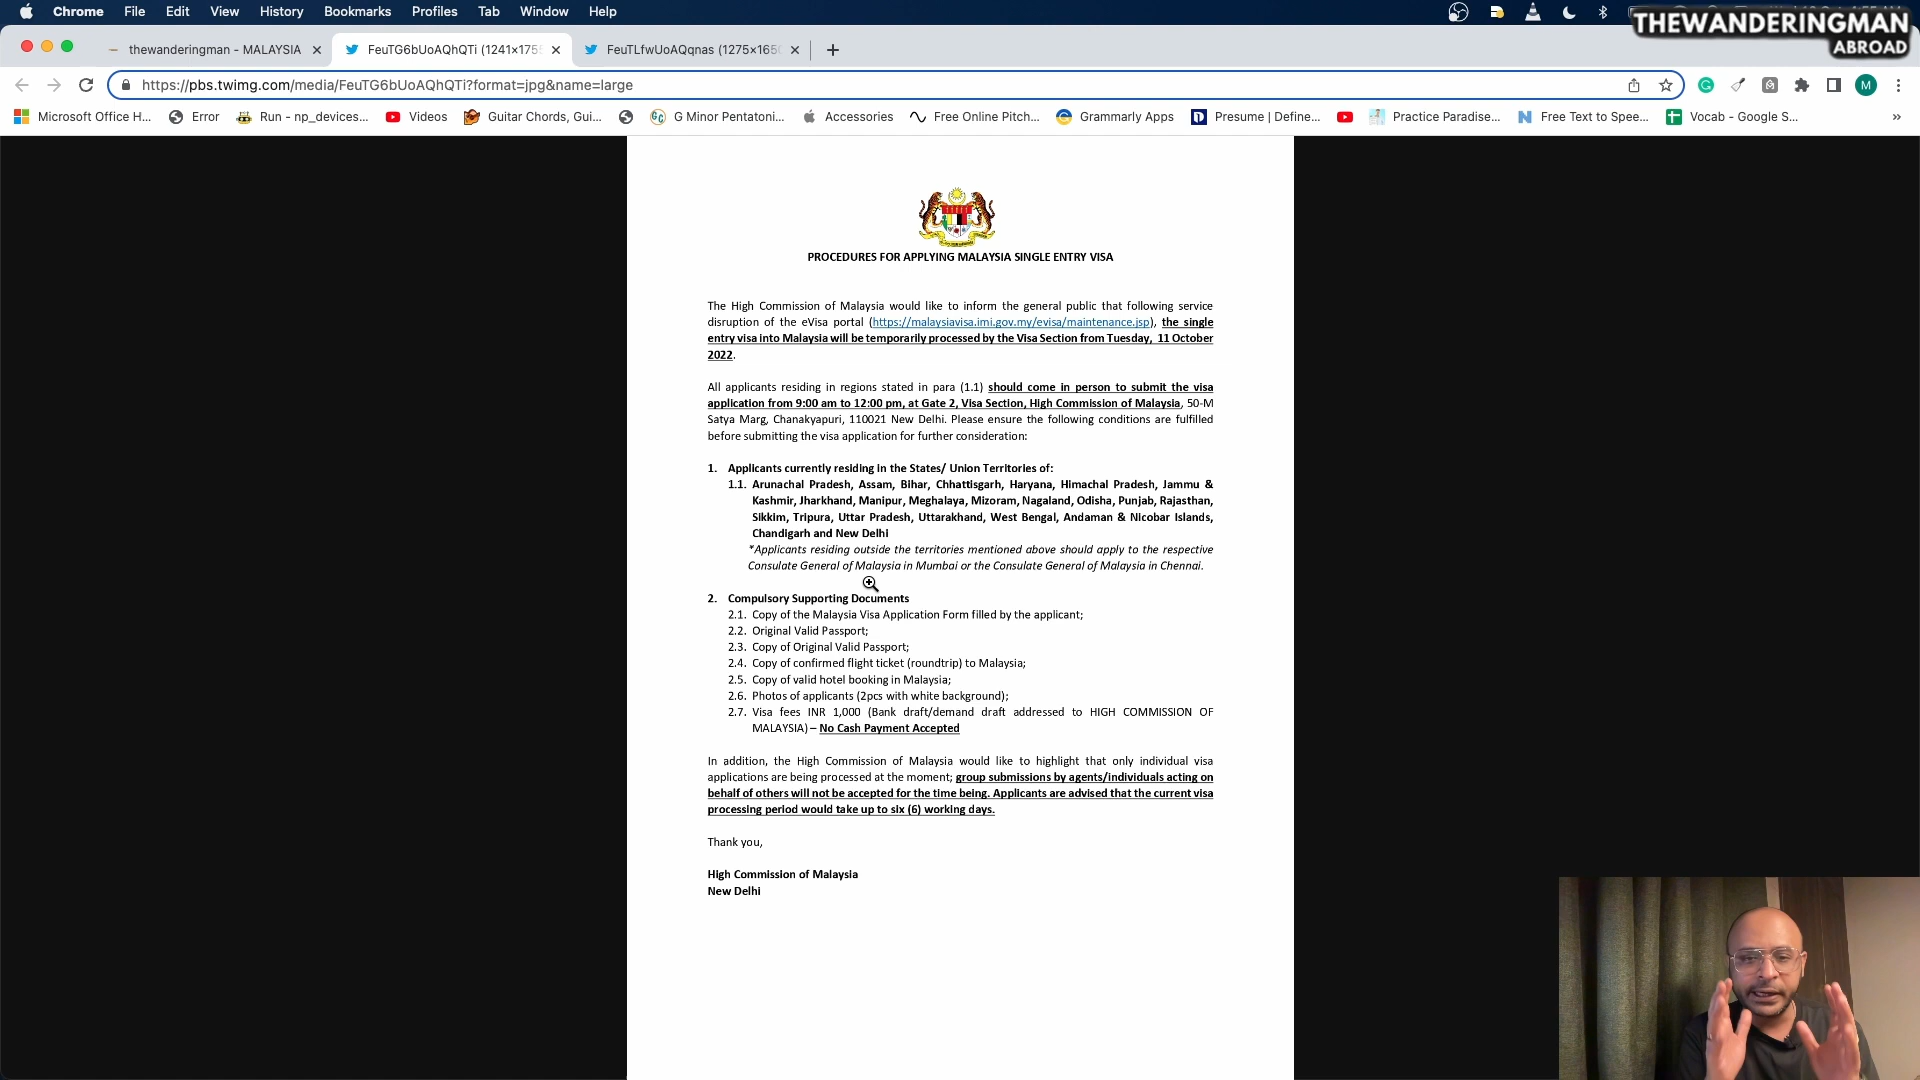 Chrome File Edit View History Bookmarks Profiles Tab Window Help
THEWANDERINGMAN
ABROAD
thewanderingman - MALAYSIA
FeuTG6bUoAQhQTi (1241×1755
FeuTLfwUoAQqnas (1275×1650
https://pbs.twimg.com/media/FeuTG6bUoAQhQTi?format=jpg&name=large
M
Microsoft Office H... Error Run - np_devices... Videos Guitar Chords, Gui... G Minor Pentatoni... Accessories Free Online Pitch... Grammarly Apps Presume | Define... Practice Paradise... Free Text to Spee... Vocab - Google S... »
PROCEDURES FOR APPLYING MALAYSIA SINGLE ENTRY VISA
The High Commission of Malaysia would like to inform the general public that following service
disruption of the eVisa portal (https://malaysiavisa.imi.gov.my/evisa/maintenance.jsp), the single
entry visa into Malaysia will be temporarily processed by the Visa Section from Tuesday, 11 October
2022.
All applicants residing in regions stated in para (1.1) should come in person to submit the visa
application from 9:00 am to 12:00 pm, at Gate 2, Visa Section, High Commission of Malaysia, 50-M
Satya Marg, Chanakyapuri, 110021 New Delhi. Please ensure the following conditions are fulfilled
before submitting the visa application for further consideration:
1. Applicants currently residing in the States/ Union Territories of:
1.1. Arunachal Pradesh, Assam, Bihar, Chhattisgarh, Haryana, Himachal Pradesh, Jammu &
Kashmir, Jharkhand, Manipur, Meghalaya, Mizoram, Nagaland, Odisha, Punjab, Rajasthan,
Sikkim, Tripura, Uttar Pradesh, Uttarakhand, West Bengal, Andaman & Nicobar Islands,
Chandigarh and New Delhi
*Applicants residing outside the territories mentioned above should apply to the respective
Consulate General of Malaysia in Mumbai or the Consulate General of Malaysia in Chennai.
2. Compulsory Supporting Documents
2.1. Copy of the Malaysia Visa Application Form filled by the applicant;
2.2. Original Valid Passport;
2.3. Copy of Original Valid Passport;
2.4. Copy of confirmed flight ticket (roundtrip) to Malaysia;
2.5. Copy of valid hotel booking in Malaysia;
2.6. Photos of applicants (2pcs with white background);
2.7. Visa fees INR 1,000 (Bank draft/demand draft addressed to HIGH COMMISSION OF
MALAYSIA) – No Cash Payment Accepted
In addition, the High Commission of Malaysia would like to highlight that only individual visa
applications are being processed at the moment; group submissions by agents/individuals acting on
behalf of others will not be accepted for the time being. Applicants are advised that the current visa
processing period would take up to six (6) working days.
Thank you,
High Commission of Malaysia
New Delhi